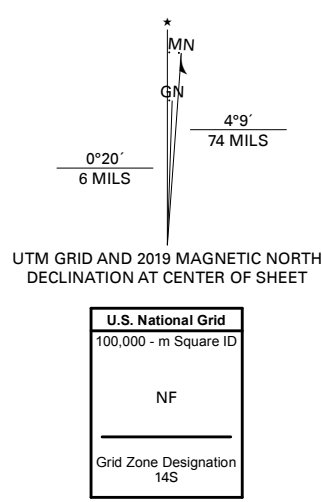 ★
MN
GN
4°9´
74 MILS
0°20´
6 MILS
UTM GRID AND 2019 MAGNETIC NORTH
DECLINATION AT CENTER OF SHEET
U.S. National Grid
100,000 - m Square ID
NF
Grid Zone Designation
14S